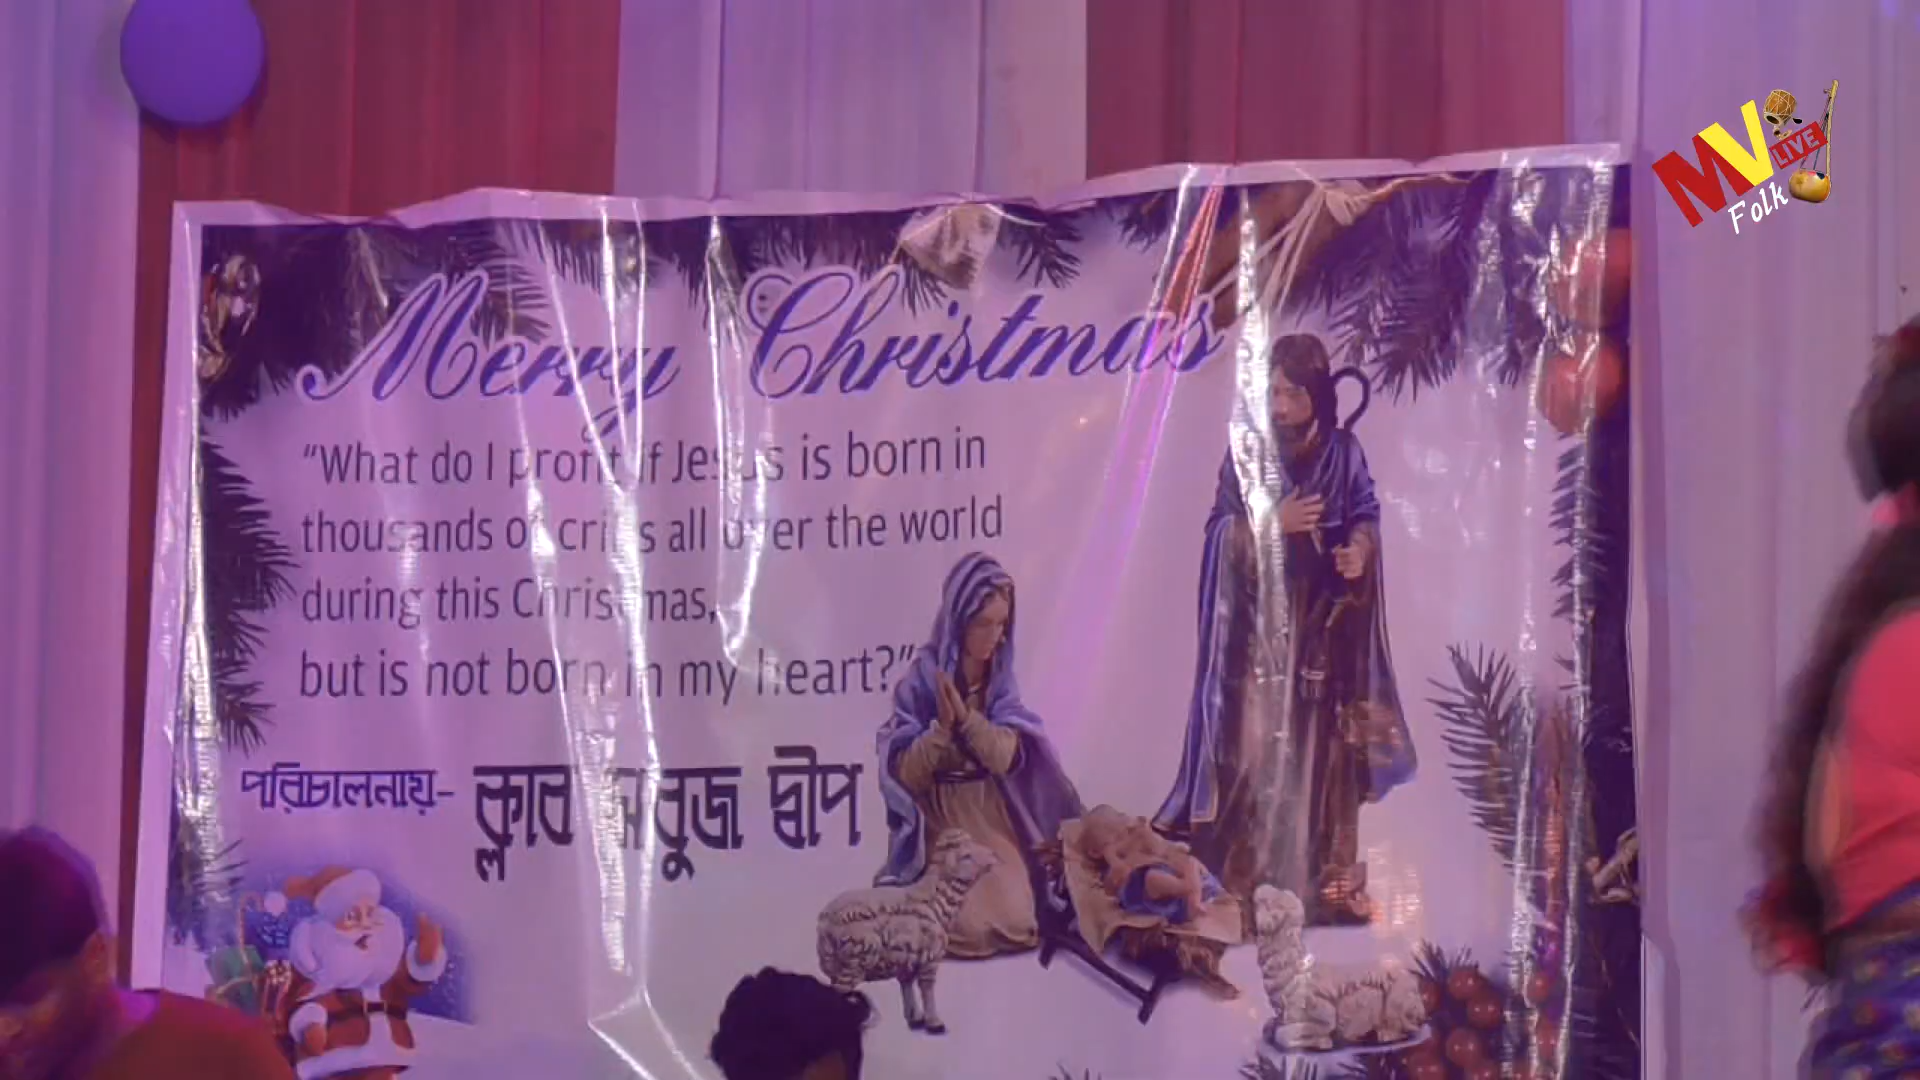 Merry Christmas
“What do I profit if Jesus is born in
thousands of cribs all over the world
during this Christmas,
but is not born in my heart?”
পরিচালনায়- ক্লাব সবুজ দ্বীপ
MV
LIVE
Folk